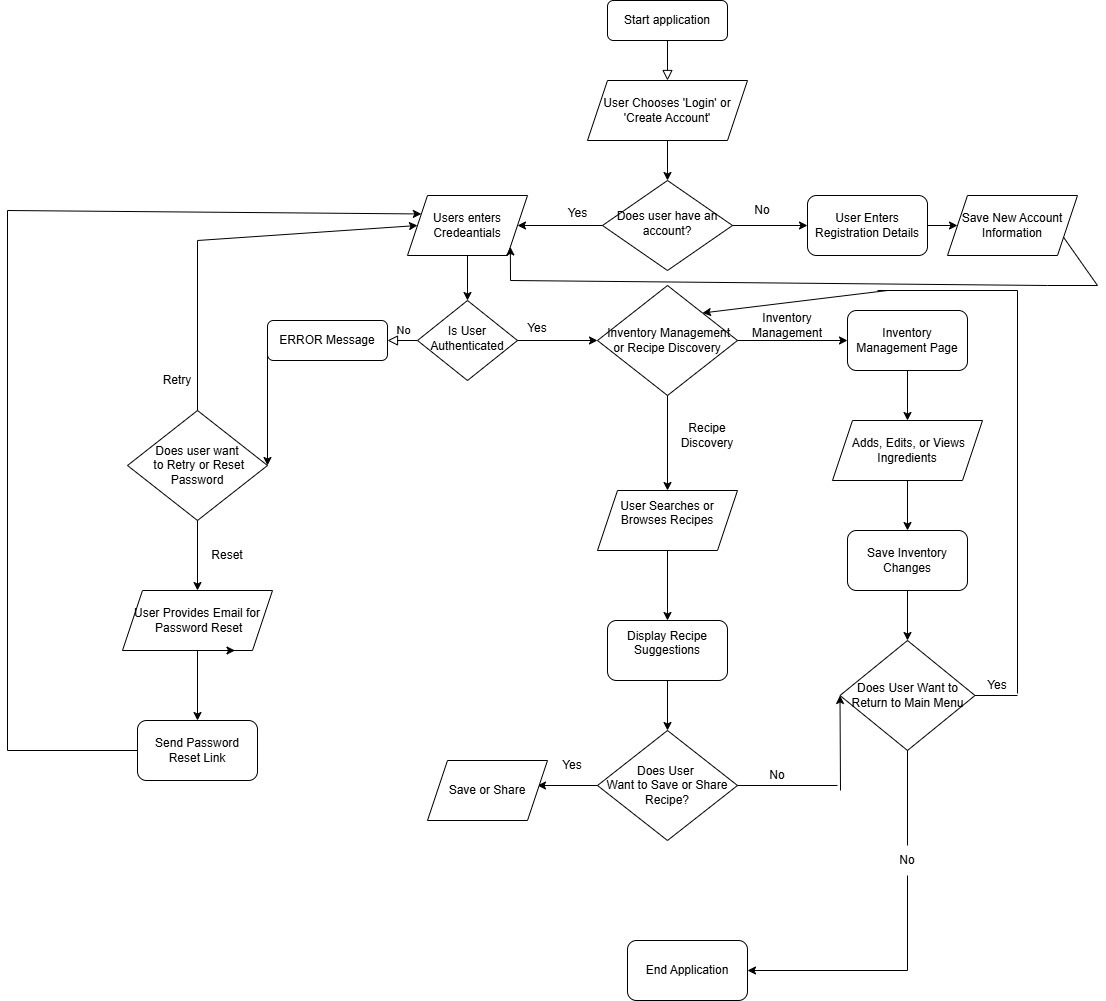 Start application
User Chooses 'Login' or
'Create Account'
Users enters
Credeantials
Yes
Does user have an
account?
No
User Enters
Registration Details
Save New Account
Information
ERROR Message
No
Is User
Authenticated
Yes
Inventory Management
or Recipe Discovery
Inventory
Management
Inventory
Management Page
Retry
Recipe
Discovery
Does user want
to Retry or Reset
Password
Adds, Edits, or Views
Ingredients
User Searches or
Browses Recipes
Reset
Save Inventory
Changes
User Provides Email for
Password Reset
Display Recipe
Suggestions
Does User Want to
Return to Main Menu
Yes
Send Password
Reset Link
Save or Share
Yes
Does User
Want to Save or Share
Recipe?
No
No
End Application